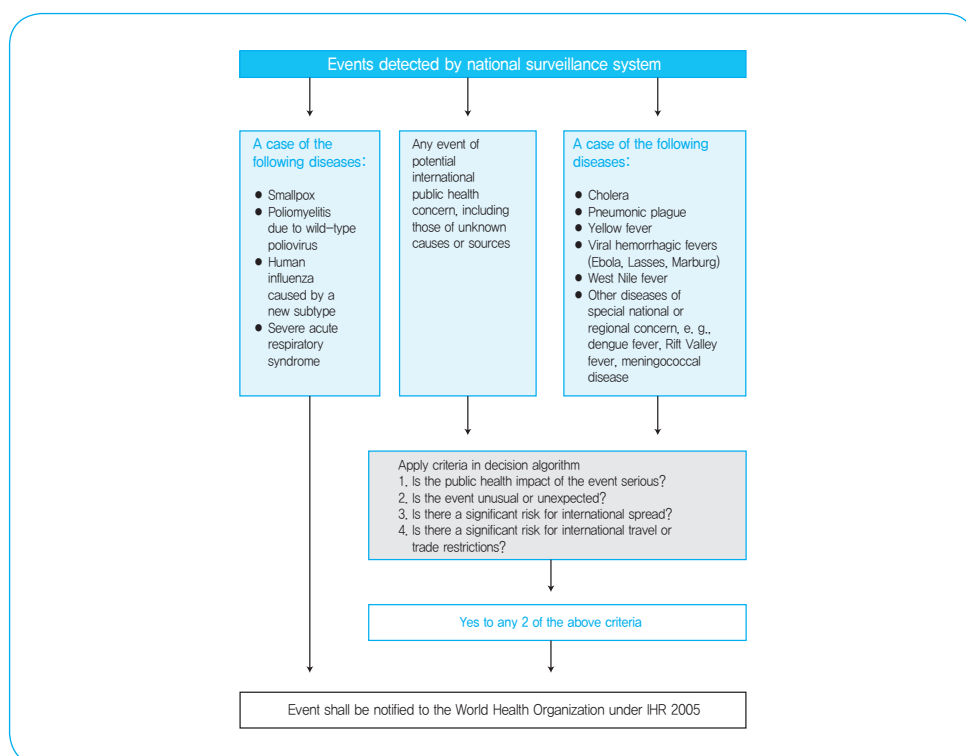 Events detected by national surveillance system
A case of the
following diseases:
● Smallpox
● Poliomyelitis
due to wild-type
poliovirus
● Human
influenza
caused by a
new subtype
● Severe acute
respiratory
syndrome
Any event of
potential
international
public health
concern, including
those of unknown
causes or sources
A case of the following
diseases:
● Cholera
● Pneumonic plague
● Yellow fever
● Viral hemorrhagic fevers
(Ebola, Lasses, Marburg)
● West Nile fever
● Other diseases of
special national or
regional concern, e. g.,
dengue fever, Rift Valley
fever, meningococcal
disease
Apply criteria in decision algorithm
1. Is the public health impact of the event serious?
2. Is the event unusual or unexpected?
3. Is there a significant risk for international spread?
4. Is there a significant risk for international travel or
trade restrictions?
Yes to any 2 of the above criteria
Event shall be notified to the World Health Organization under IHR 2005